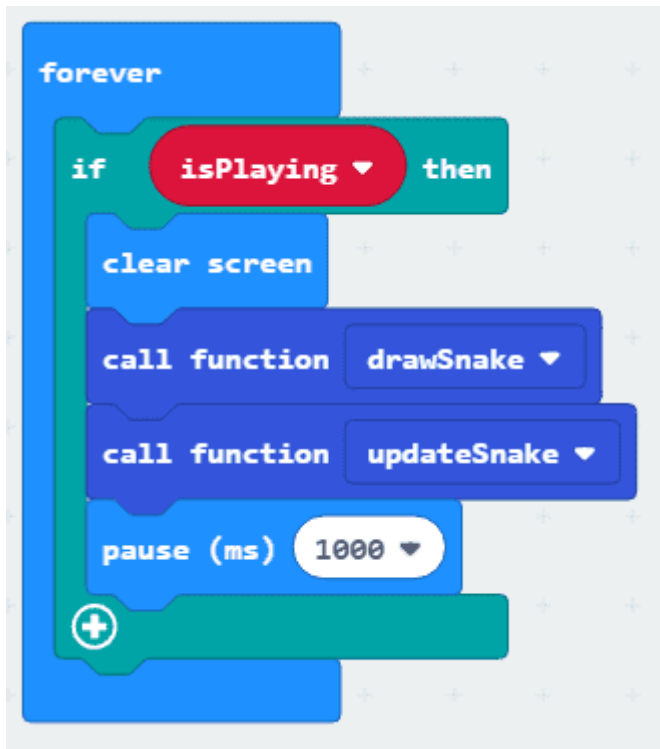 forever
if isPlaying then
clear screen
call function drawSnake
call function updateSnake
pause (ms) 1000